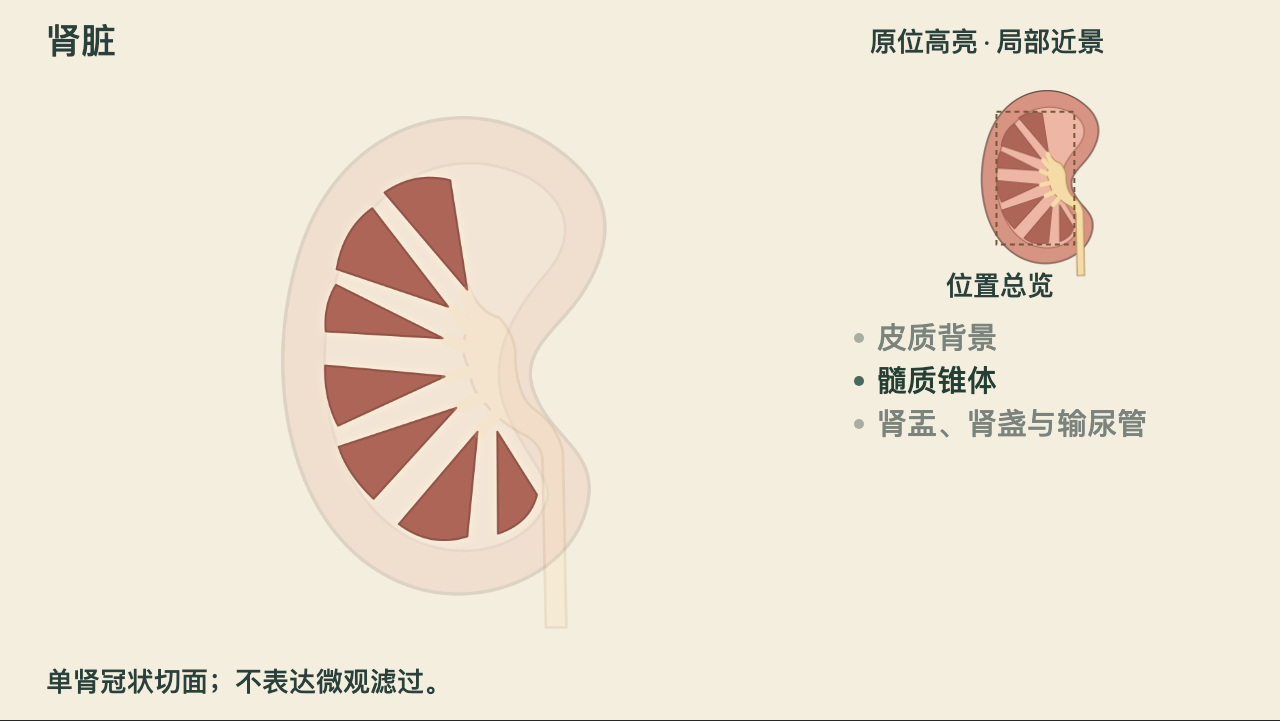 肾脏
原位高亮 · 局部近景
位置总览
• 皮质背景
• 髓质锥体
• 肾盂、肾盏与输尿管
单肾冠状切面；不表达微观滤过。